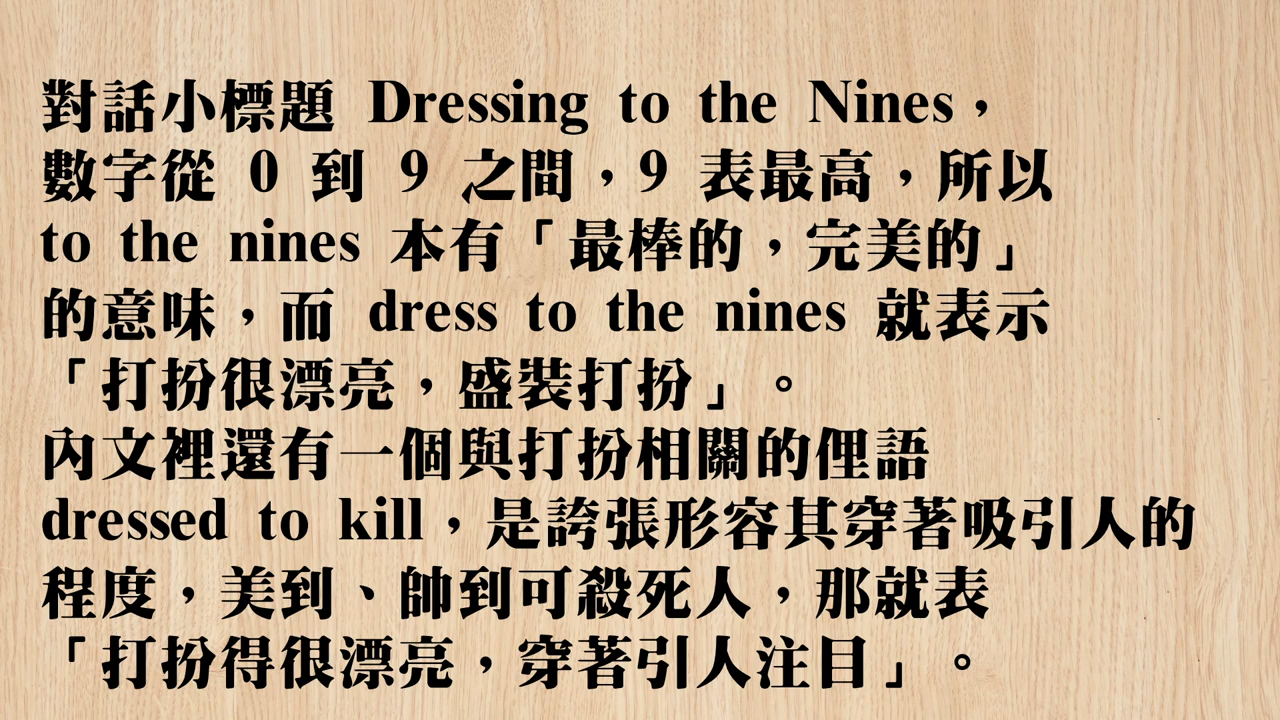 對話小標題 Dressing to the Nines，
數字從 0 到 9 之間，9 表最高，所以
to the nines 本有「最棒的，完美的」
的意味，而 dress to the nines 就表示
「打扮很漂亮，盛裝打扮」。
內文裡還有一個與打扮相關的俚語
dressed to kill，是誇張形容其穿著吸引人的
程度，美到、帥到可殺死人，那就表
「打扮得很漂亮，穿著引人注目」。